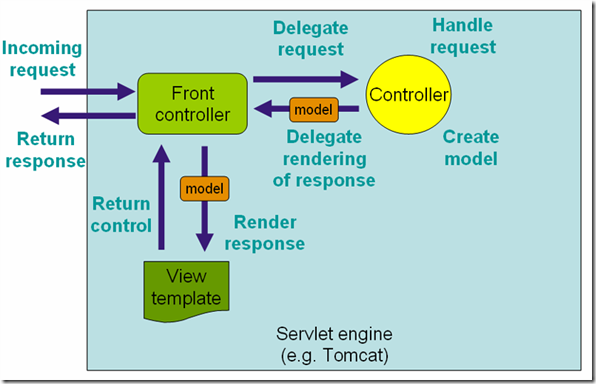 Incoming
request
Return
response
Front
controller
Delegate
request
Handle
request
Controller
model
Delegate
rendering
of response
Create
model
Return
control
model
Render
response
View
template
Servlet engine
(e.g. Tomcat)